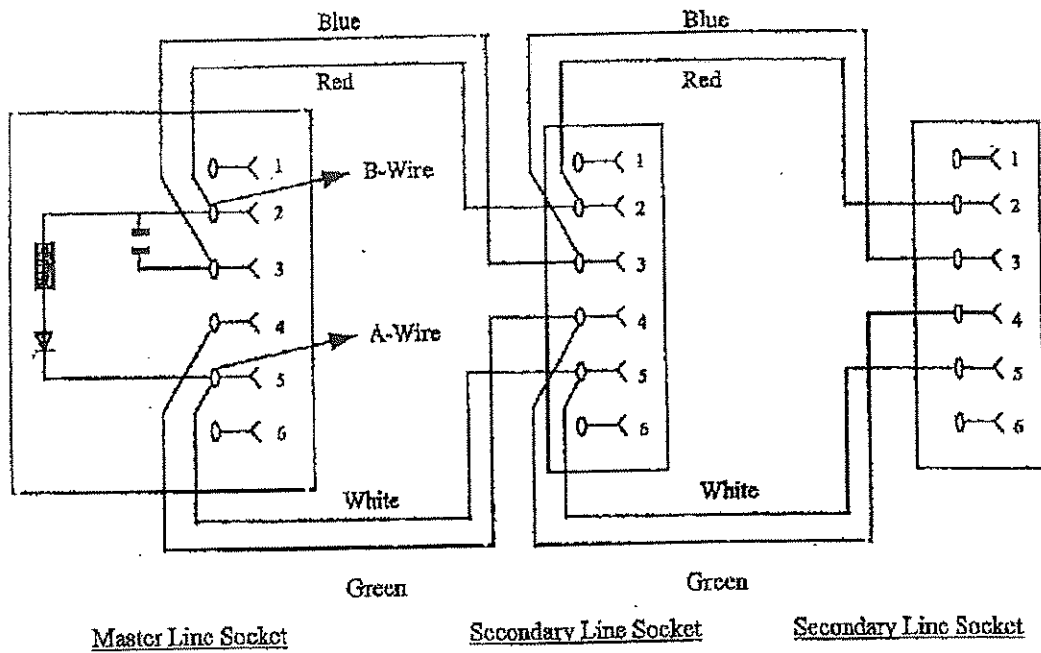 Blue
Blue
Red
Red
1
2
3
4
5
6
B-Wire
A-Wire
1
2
3
4
5
6
1
2
3
4
5
6
White
White
Green
Green
Master Line Socket
Secondary Line Socket
Secondary Line Socket